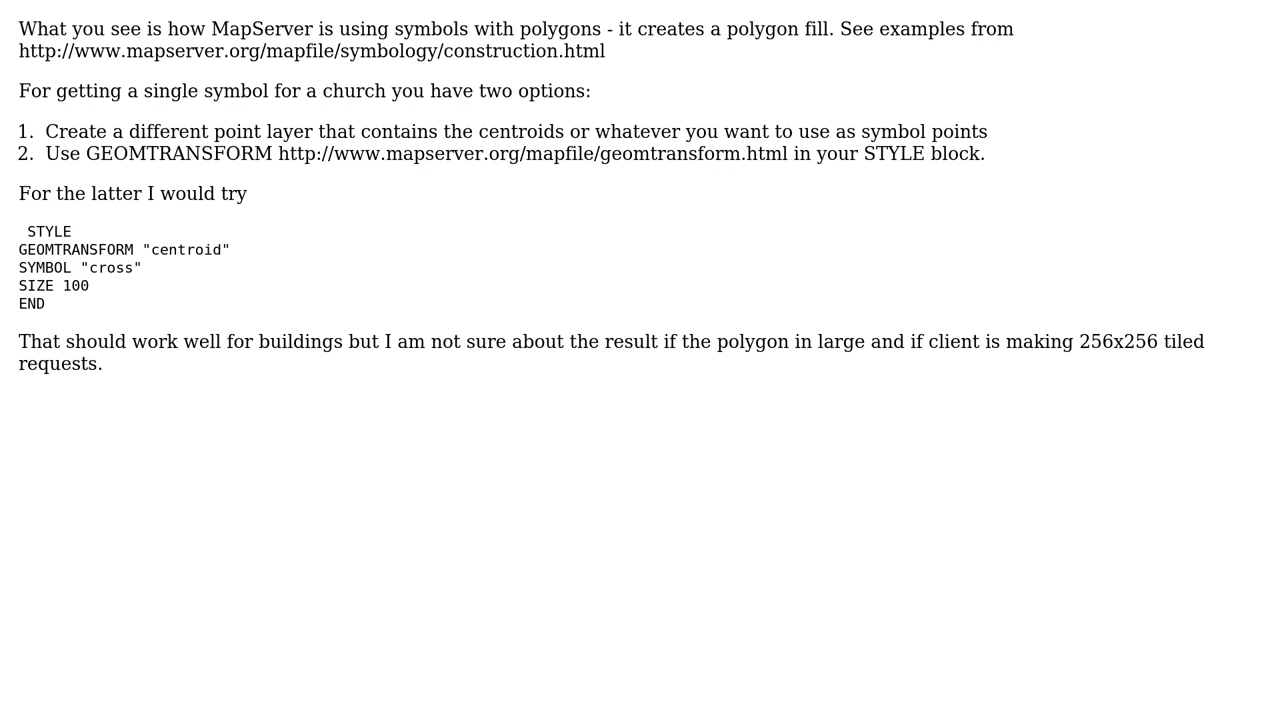 What you see is how MapServer is using symbols with polygons - it creates a polygon fill. See examples from
http://www.mapserver.org/mapfile/symbology/construction.html
For getting a single symbol for a church you have two options:
1. Create a different point layer that contains the centroids or whatever you want to use as symbol points
2. Use GEOMTRANSFORM http://www.mapserver.org/mapfile/geomtransform.html in your STYLE block.
For the latter I would try
STYLE
GEOMTRANSFORM "centroid"
SYMBOL "cross"
SIZE 100
END
That should work well for buildings but I am not sure about the result if the polygon in large and if client is making 256x256 tiled
requests.